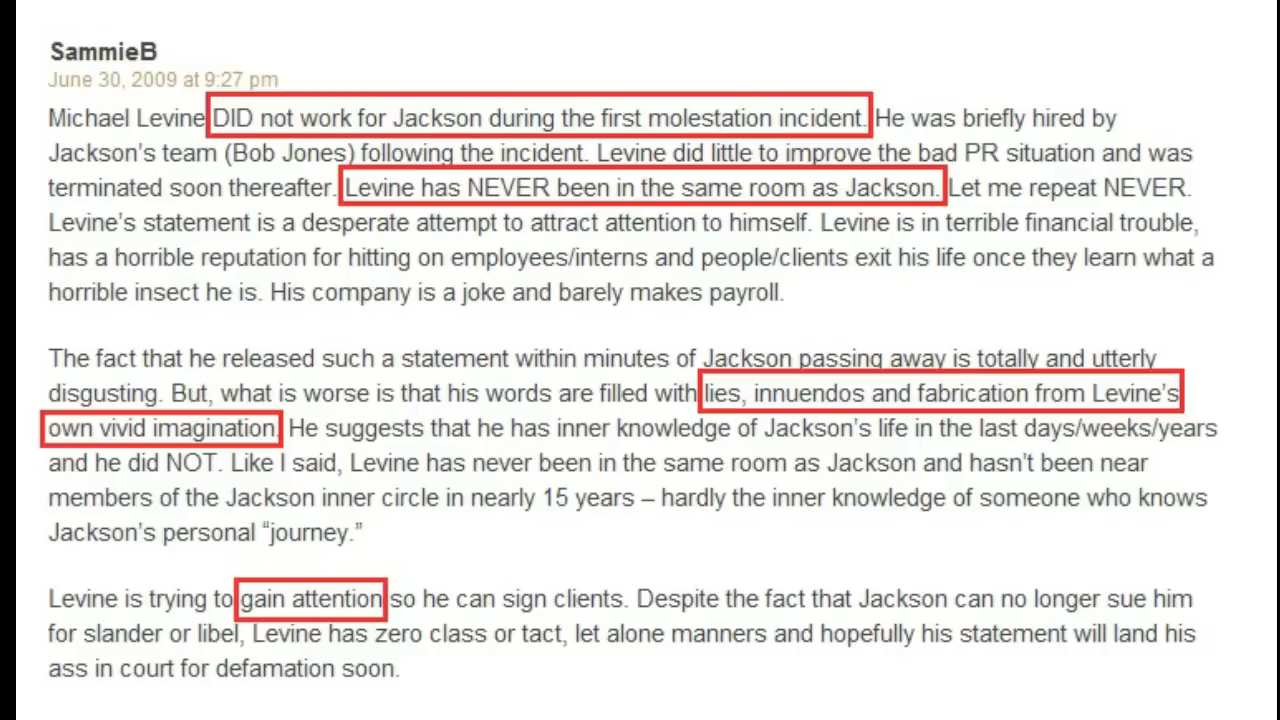 SammieB
June 30, 2009 at 9:27 pm
Michael Levine DID not work for Jackson during the first molestation incident. He was briefly hired by
Jackson's team (Bob Jones) following the incident. Levine did little to improve the bad PR situation and was
terminated soon thereafter. Levine has NEVER been in the same room as Jackson. Let me repeat NEVER.
Levine's statement is a desperate attempt to attract attention to himself. Levine is in terrible financial trouble,
has a horrible reputation for hitting on employees/interns and people/clients exit his life once they learn what a
horrible insect he is. His company is a joke and barely makes payroll.
The fact that he released such a statement within minutes of Jackson passing away is totally and utterly
disgusting. But, what is worse is that his words are filled with lies, innuendos and fabrication from Levine's
own vivid imagination. He suggests that he has inner knowledge of Jackson's life in the last days/weeks/years
and he did NOT. Like I said, Levine has never been in the same room as Jackson and hasn't been near
members of the Jackson inner circle in nearly 15 years – hardly the inner knowledge of someone who knows
Jackson's personal “journey.”
Levine is trying to gain attention so he can sign clients. Despite the fact that Jackson can no longer sue him
for slander or libel, Levine has zero class or tact, let alone manners and hopefully his statement will land his
ass in court for defamation soon.